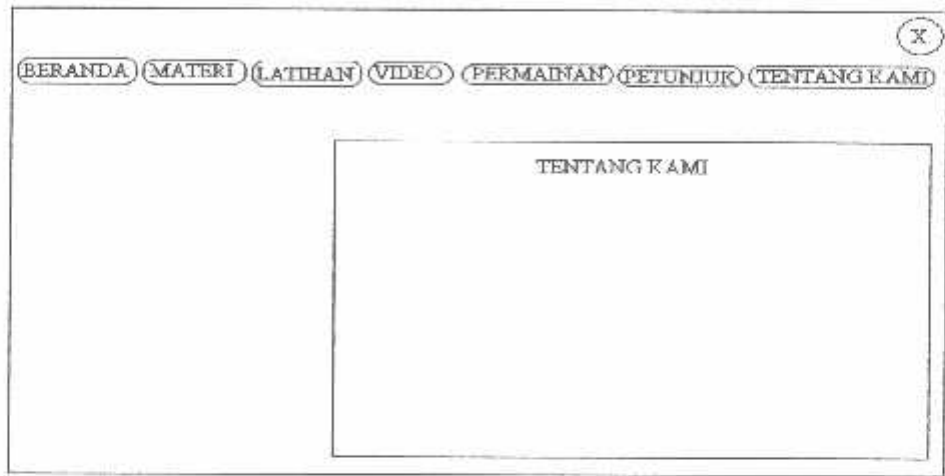 X
BERANDA MATERI LATIHAN VIDEO PERMAINAN PETUNJUK TENTANG KAMI
TENTANG KAMI